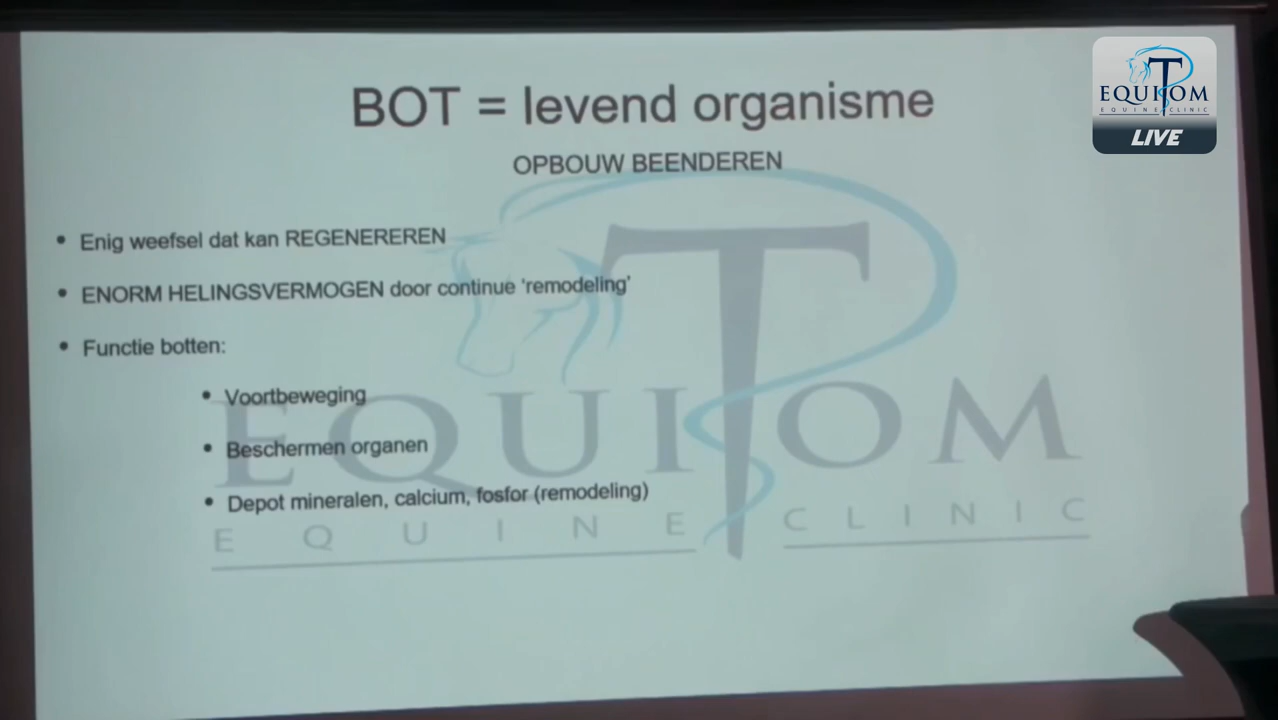 BOT = levend organisme
OPBOUW BEENDEREN
• Enig weefsel dat kan REGENEREREN
• ENORM HELINGSVERMOGEN door continue 'remodeling'
• Functie botten:
• Voortbeweging
• Beschermen organen
• Depot mineralen, calcium, fosfor (remodeling)
EQUITOM
EQUINE CLINIC
EQUITOM
EQUINE CLINIC
LIVE